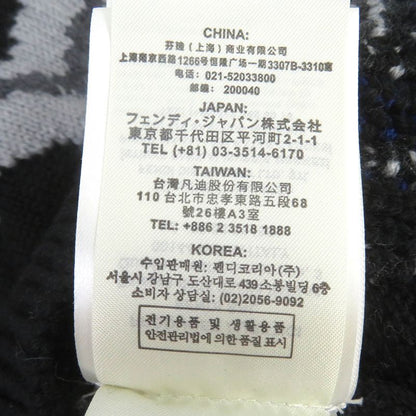 CHINA:
芬迪（上海）商业有限公司
上海南京西路1266号恒隆广场一期3307B-3310室
电话： 021-52033800
邮编： 200040
JAPAN:
フェンディ・ジャパン株式会社
東京都千代田区平河町2-1-1
TEL (+81) 03-3514-6170
TAIWAN:
台灣凡迪股份有限公司
110 台北市忠孝東路五段68
號26樓A3室
TEL: +886 2 3518 1888
KOREA:
수입판매원: 펜디코리아(주)
서울시 강남구 도산대로 439 소봉빌딩 6층
소비자 상담실: (02)2056-9092
전기용품 및 생활용품
안전관리법에 의한 품질 표시